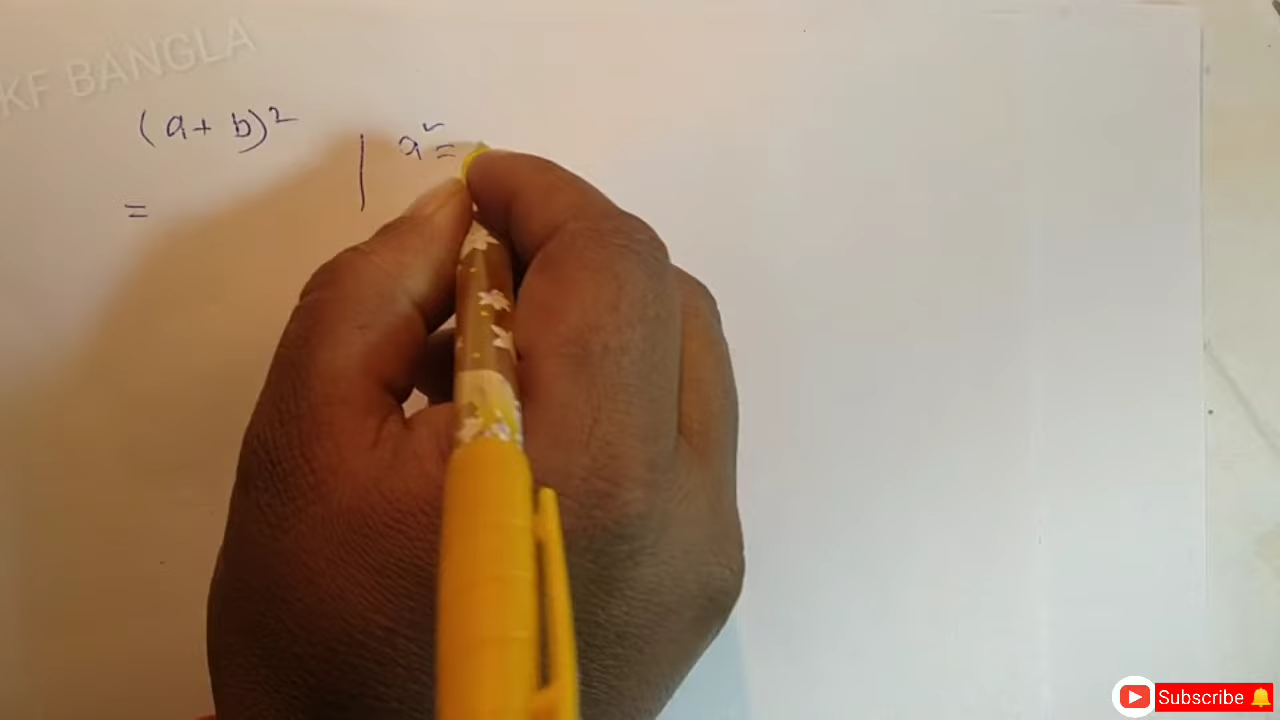 KF BANGLA
(a+ b)²
a² =
=
Subscribe